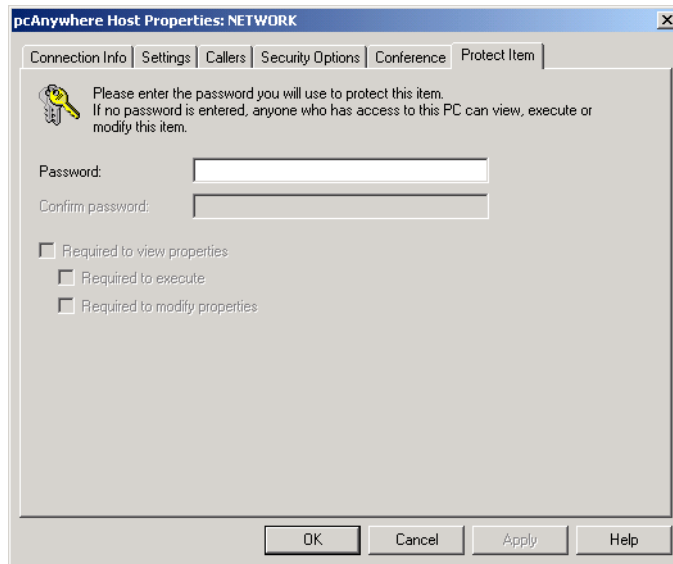 pcAnywhere Host Properties: NETWORK
Connection Info Settings Callers Security Options Conference Protect Item
Please enter the password you will use to protect this item.
If no password is entered, anyone who has access to this PC can view, execute or
modify this item.
Password:
Confirm password:
Required to view properties
Required to execute
Required to modify properties
OK Cancel Apply Help